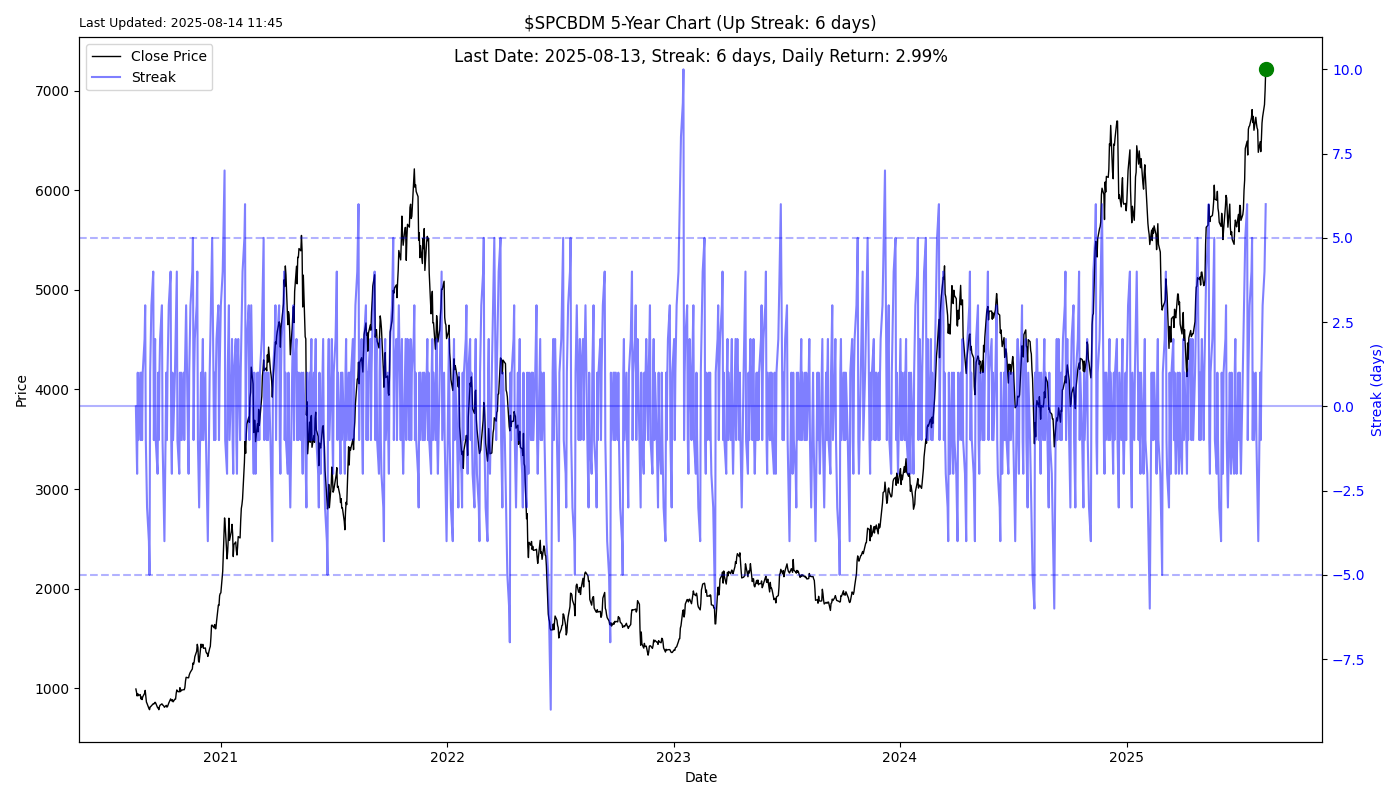 Last Updated: 2025-08-14 11:45
$SPCBDM 5-Year Chart (Up Streak: 6 days)
Last Date: 2025-08-13, Streak: 6 days, Daily Return: 2.99%
Close Price
Streak
7000
6000
5000
4000
3000
2000
1000
Price
10.0
7.5
5.0
2.5
0.0
−2.5
−5.0
−7.5
Streak (days)
2021
2022
2023
2024
2025
Date